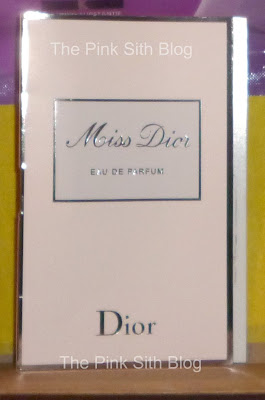 The Pink Sith Blog
Miss Dior
EAU DE PARFUM
Dior
The Pink Sith Blog